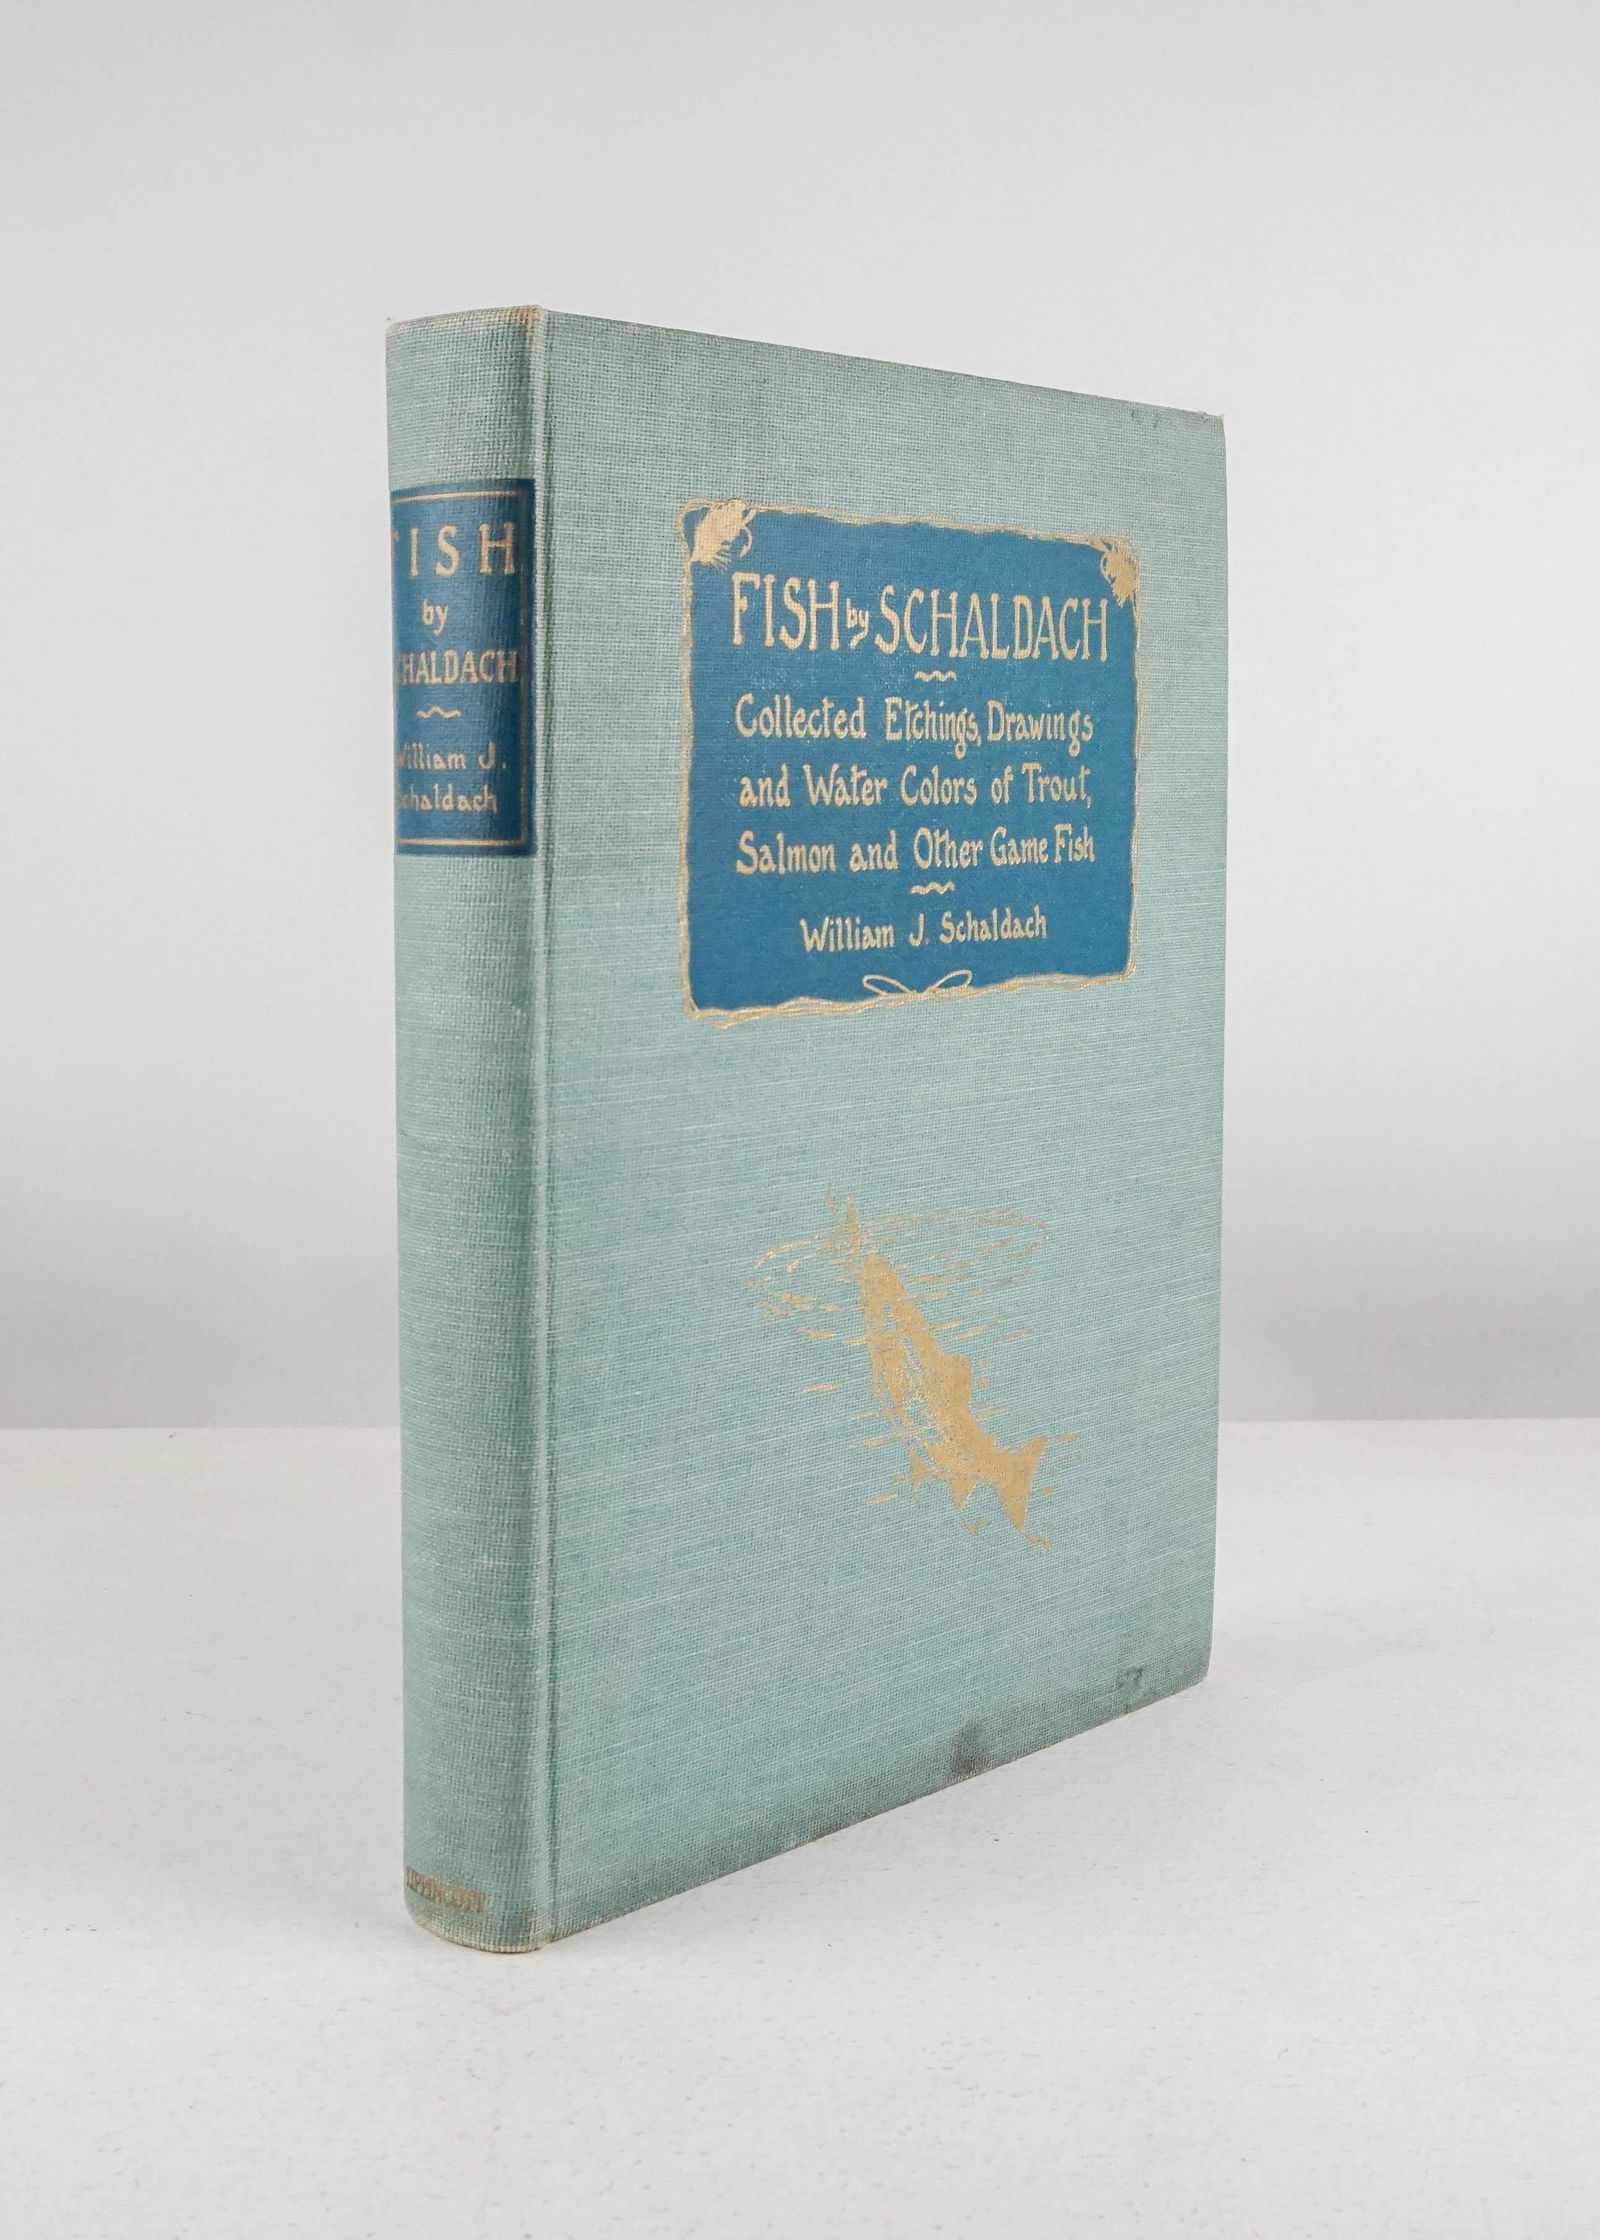 FISH
by
SCHALDACH
William J.
Schaldach
LIPPINCOTT
FISH by SCHALDACH
Collected Etchings, Drawings
and Water Colors of Trout,
Salmon and Other Game Fish
William J. Schaldach